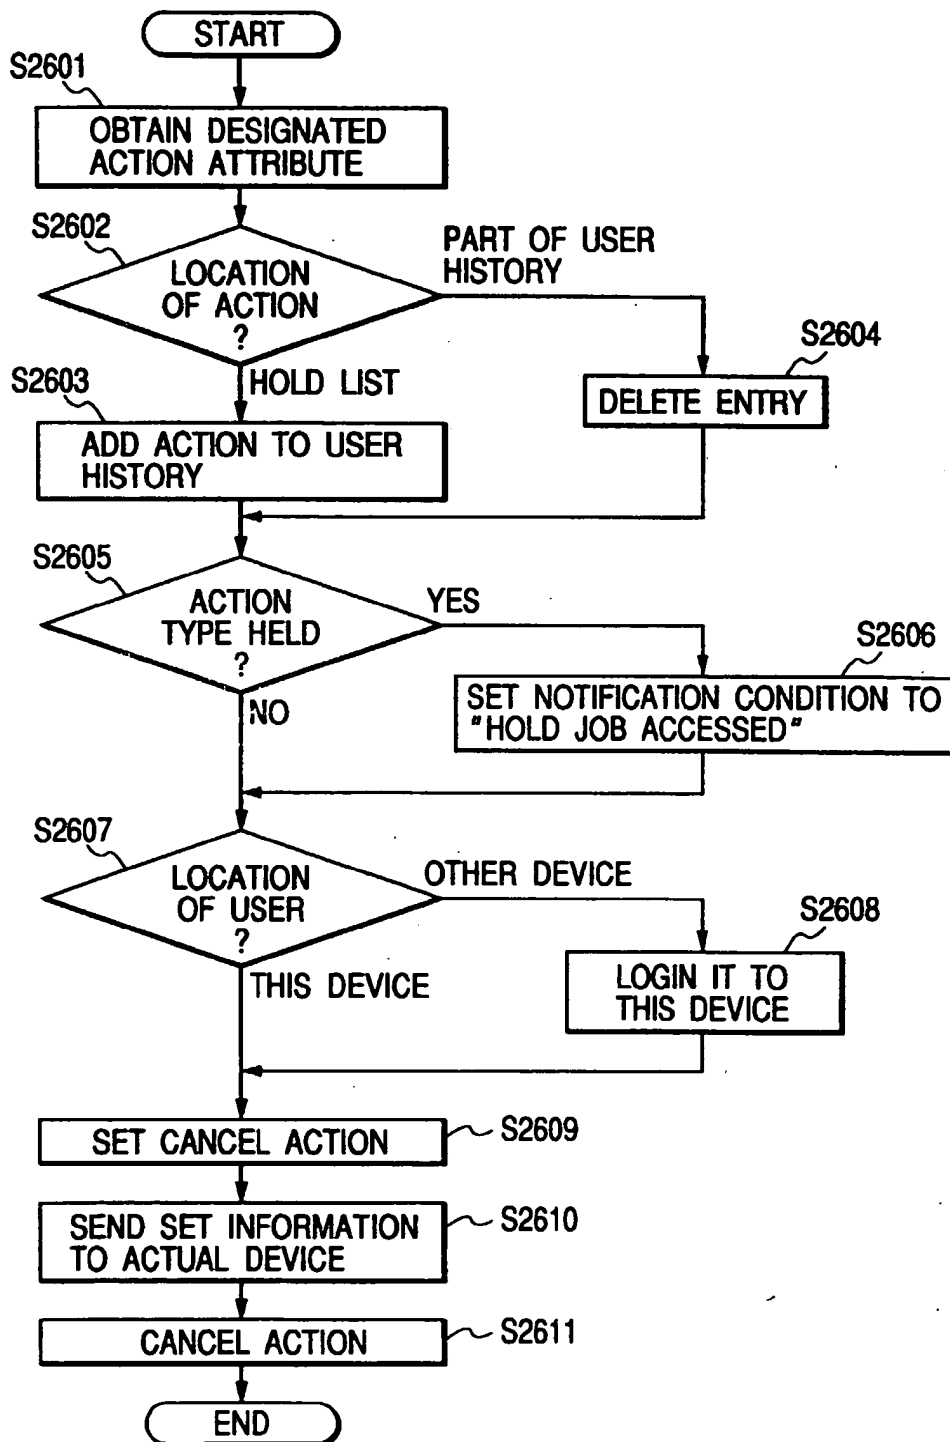 START
S2601
OBTAIN DESIGNATED
ACTION ATTRIBUTE
S2602
LOCATION
OF ACTION
?
PART OF USER
HISTORY
HOLD LIST
S2603
ADD ACTION TO USER
HISTORY
S2604
DELETE ENTRY
S2605
ACTION
TYPE HELD
?
YES
NO
S2606
SET NOTIFICATION CONDITION TO
"HOLD JOB ACCESSED"
S2607
LOCATION
OF USER
?
OTHER DEVICE
THIS DEVICE
S2608
LOGIN IT TO
THIS DEVICE
SET CANCEL ACTION
S2609
SEND SET INFORMATION
TO ACTUAL DEVICE
S2610
CANCEL ACTION
S2611
END